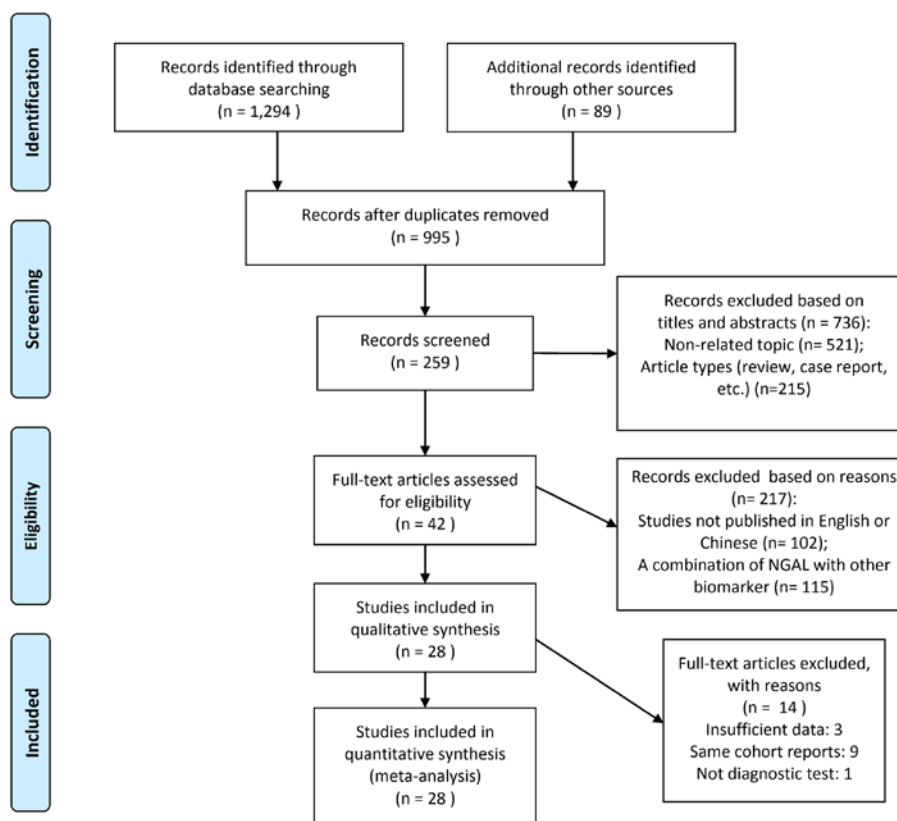 Identification
Records identified through
database searching
(n = 1,294 )
Additional records identified
through other sources
(n = 89 )
Records after duplicates removed
(n = 995 )
Screening
Records screened
(n = 259 )
Records excluded based on
titles and abstracts (n = 736):
Non-related topic (n= 521);
Article types (review, case report,
etc.) (n=215)
Eligibility
Full-text articles assessed
for eligibility
(n = 42 )
Records excluded  based on reasons
(n= 217):
Studies not published in English or
Chinese (n= 102);
A combination of NGAL with other
biomarker (n= 115)
Studies included in
qualitative synthesis
(n = 28 )
Included
Full-text articles excluded,
with reasons
(n =  14 )
Insufficient data: 3
Same cohort reports: 9
Not diagnostic test: 1
Studies included in
quantitative synthesis
(meta-analysis)
(n = 28 )